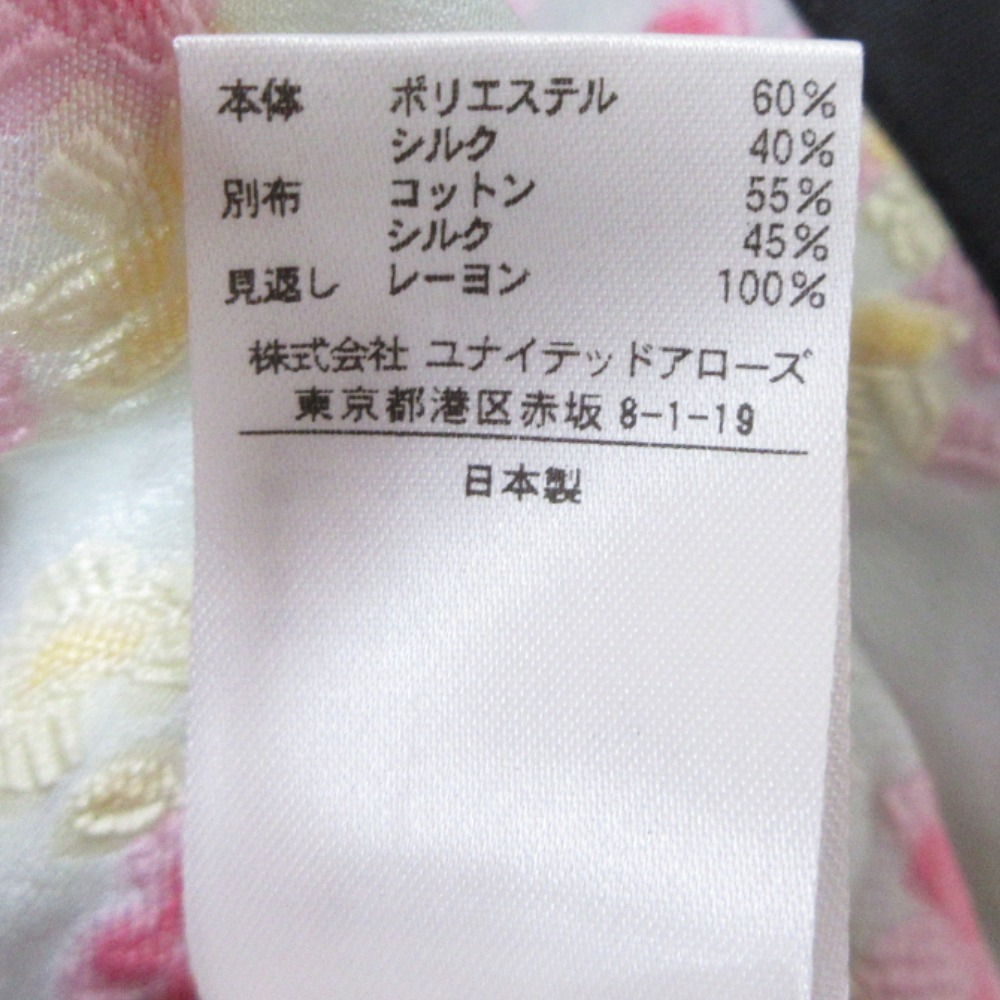 本体 ポリエステル 60%
シルク 40%
別布 コットン 55%
シルク 45%
見返し レーヨン 100%
株式会社 ユナイテッドアローズ
東京都港区赤坂 8-1-19
日本製